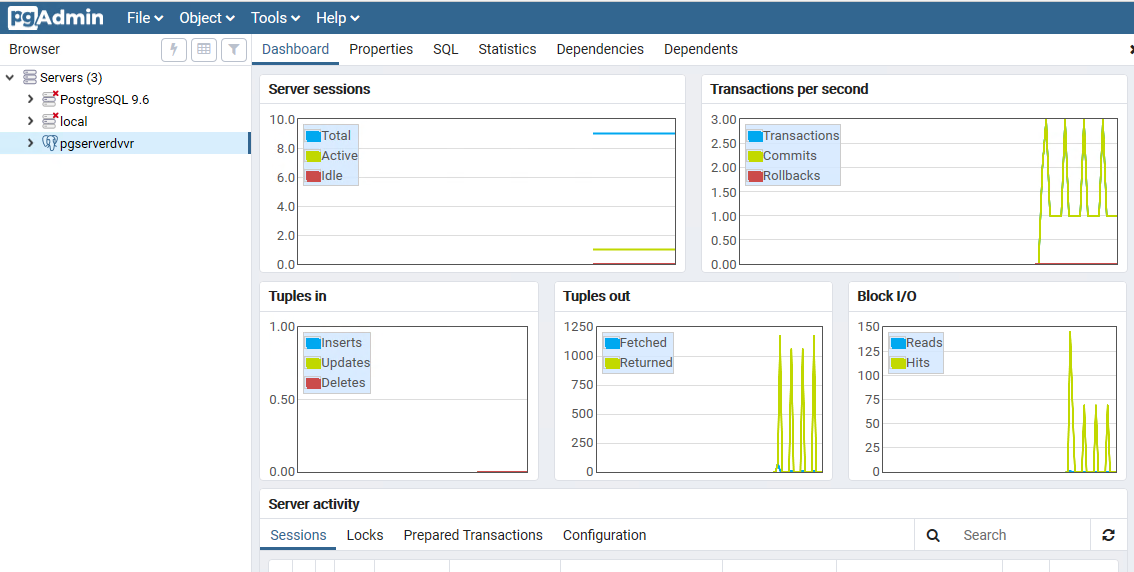 pgAdmin File Object Tools Help
Browser
Dashboard Properties SQL Statistics Dependencies Dependents
Servers (3)
PostgreSQL 9.6
local
pgserverdvvr
Server sessions
10.0
8.0
6.0
4.0
2.0
0.0
Total
Active
Idle
Transactions per second
3.00
2.50
2.00
1.50
1.00
0.50
0.00
Transactions
Commits
Rollbacks
Tuples in
1.00
0.50
0.00
Inserts
Updates
Deletes
Tuples out
1250
1000
750
500
250
0
Fetched
Returned
Block I/O
150
125
100
75
50
25
0
Reads
Hits
Server activity
Sessions Locks Prepared Transactions Configuration Search